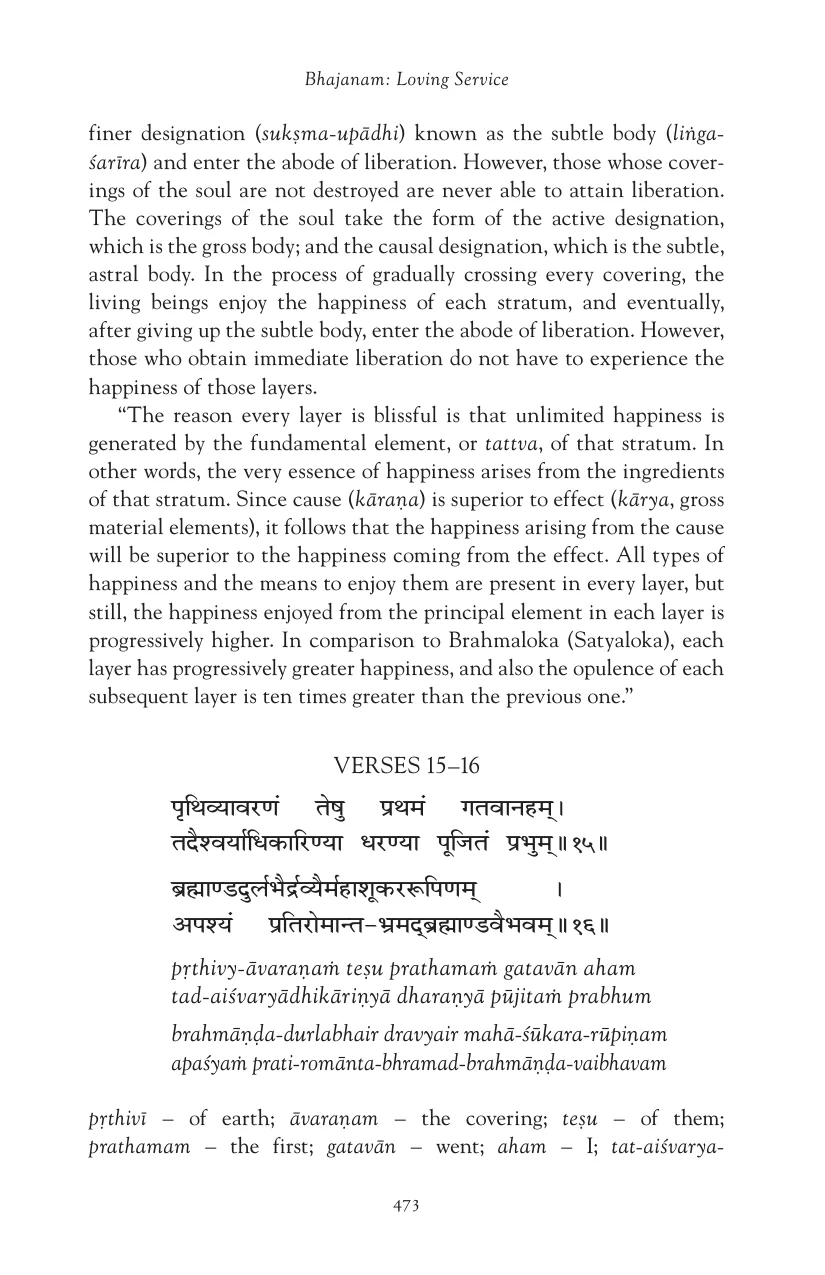 Bhajanam: Loving Service
finer designation (sukṣma-upādhi) known as the subtle body (liṅga-
śarīra) and enter the abode of liberation. However, those whose cover-
ings of the soul are not destroyed are never able to attain liberation.
The coverings of the soul take the form of the active designation,
which is the gross body; and the causal designation, which is the subtle,
astral body. In the process of gradually crossing every covering, the
living beings enjoy the happiness of each stratum, and eventually,
after giving up the subtle body, enter the abode of liberation. However,
those who obtain immediate liberation do not have to experience the
happiness of those layers.
“The reason every layer is blissful is that unlimited happiness is
generated by the fundamental element, or tattva, of that stratum. In
other words, the very essence of happiness arises from the ingredients
of that stratum. Since cause (kāraṇa) is superior to effect (kārya, gross
material elements), it follows that the happiness arising from the cause
will be superior to the happiness coming from the effect. All types of
happiness and the means to enjoy them are present in every layer, but
still, the happiness enjoyed from the principal element in each layer is
progressively higher. In comparison to Brahmaloka (Satyaloka), each
layer has progressively greater happiness, and also the opulence of each
subsequent layer is ten times greater than the previous one.”
VERSES 15–16
पृथिव्यावरणं तेषु प्रथमं गतवानहम्।
तदैश्वर्याधिकारिण्या धरण्या पूजितं प्रभुम्॥१५॥
ब्रह्माण्डदुर्लभैर्द्रव्यैर्महाशूकररूपिणम् ।
अपश्यं प्रतिरोमान्त-भ्रमद्ब्रह्माण्डवैभवम्॥१६॥
pṛthivy-āvaraṇaṁ teṣu prathamaṁ gatavān aham
tad-aiśvaryādhikāriṇyā dharaṇyā pūjitaṁ prabhum
brahmāṇḍa-durlabhair dravyair mahā-śūkara-rūpiṇam
apaśyaṁ prati-romānta-bhramad-brahmāṇḍa-vaibhavam
pṛthivī – of earth; āvaraṇam – the covering; teṣu – of them;
prathamam – the first; gatavān – went; aham – I; tat-aiśvarya-
473